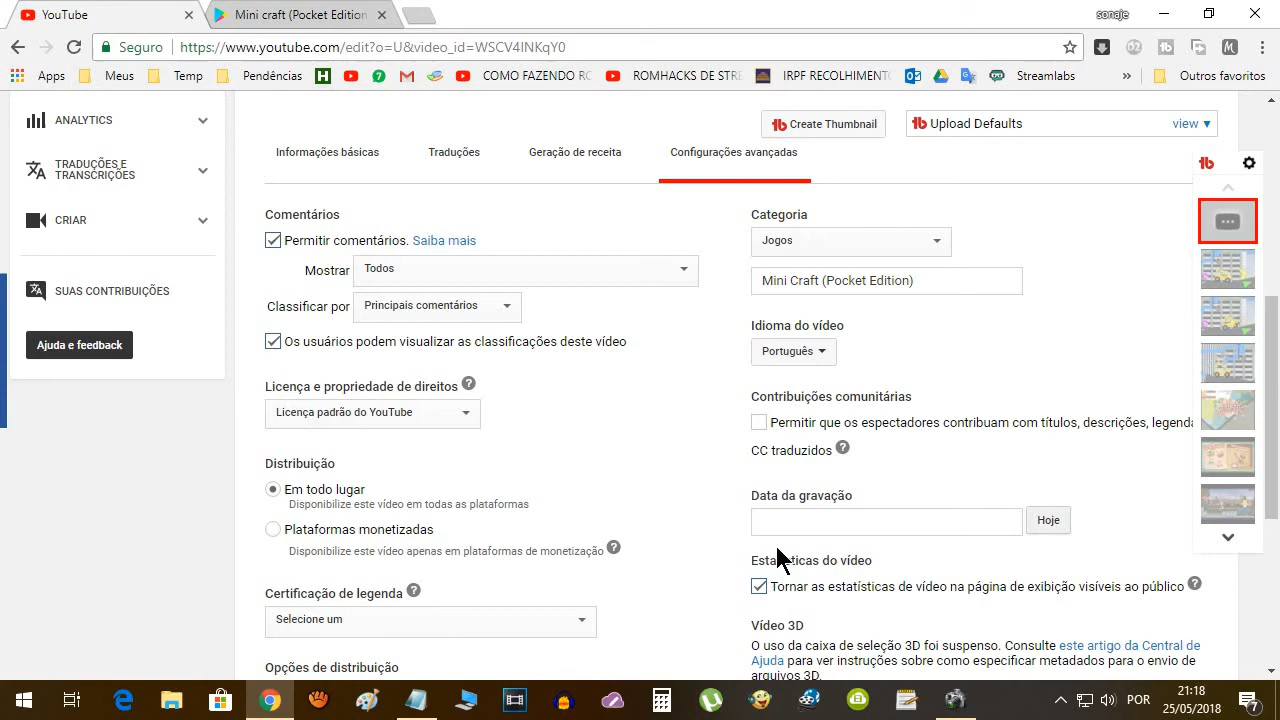 YouTube
Mini craft (Pocket Edition
sonaje
Seguro
https://www.youtube.com/edit?o=U&video_id=WSCV4INKqY0
Apps
Meus
Temp
Pendências
COMO FAZENDO RO
ROMHACKS DE STRE
IRPF RECOLHIMENTO
Streamlabs
»
Outros favoritos
ANALYTICS
TRADUÇÕES E
TRANSCRIÇÕES
CRIAR
SUAS CONTRIBUIÇÕES
Ajuda e feedback
Create Thumbnail
Upload Defaults
view ▼
Informações básicas
Traduções
Geração de receita
Configurações avançadas
Comentários
Permitir comentários. Saiba mais
Mostrar
Todos
Classificar por
Principais comentários
Os usuários podem visualizar as classificações deste vídeo
Licença e propriedade de direitos
Licença padrão do YouTube
Distribuição
Em todo lugar
Disponibilize este vídeo em todas as plataformas
Plataformas monetizadas
Disponibilize este vídeo apenas em plataformas de monetização
Certificação de legenda
Selecione um
Opções de distribuição
Categoria
Jogos
Mini Craft (Pocket Edition)
Idioma do vídeo
Português
Contribuições comunitárias
Permitir que os espectadores contribuam com títulos, descrições, legenda
CC traduzidos
Data da gravação
Hoje
Estatísticas do vídeo
Tornar as estatísticas de vídeo na página de exibição visíveis ao público
Vídeo 3D
O uso da caixa de seleção 3D foi suspenso. Consulte este artigo da Central de
Ajuda para ver instruções sobre como especificar metadados para o envio de
arquivos 3D.
POR
21:18
25/05/2018
7